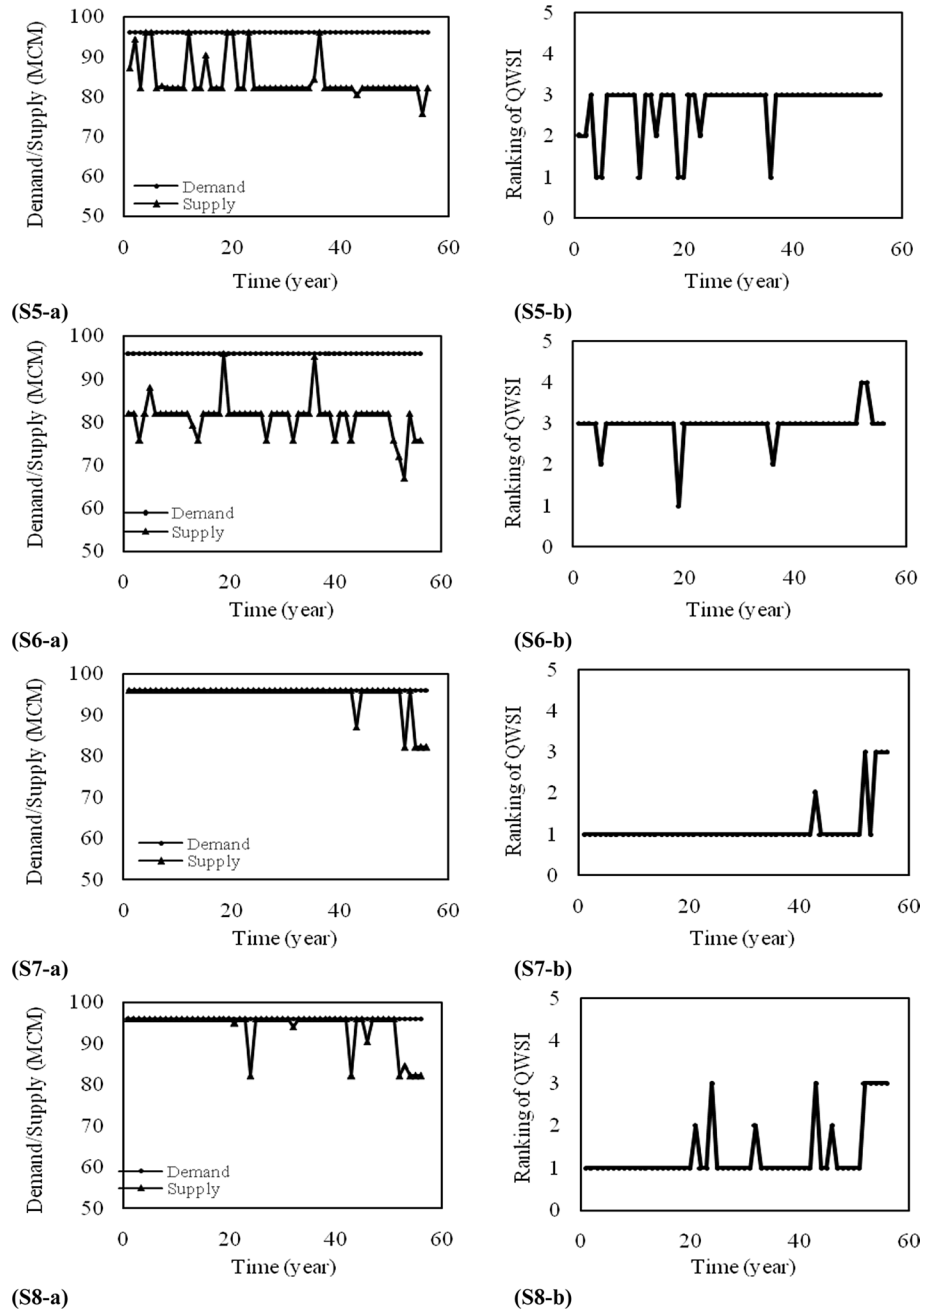 Demand/Supply (MCM)
100
90
80
70
60
50
Demand
Supply
0 20 40 60
Time (year)
(S5-a)
Ranking of QWSI
5
4
3
2
1
0
0 20 40 60
Time (year)
(S5-b)
Demand/Supply (MCM)
100
90
80
70
60
50
Demand
Supply
0 20 40 60
Time (year)
(S6-a)
Ranking of QWSI
5
4
3
2
1
0
0 20 40 60
Time (year)
(S6-b)
Demand/Supply (MCM)
100
90
80
70
60
50
Demand
Supply
0 20 40 60
Time (year)
(S7-a)
Ranking of QWSI
5
4
3
2
1
0
0 20 40 60
Time (year)
(S7-b)
Demand/Supply (MCM)
100
90
80
70
60
50
Demand
Supply
0 20 40 60
Time (year)
(S8-a)
Ranking of QWSI
5
4
3
2
1
0
0 20 40 60
Time (year)
(S8-b)